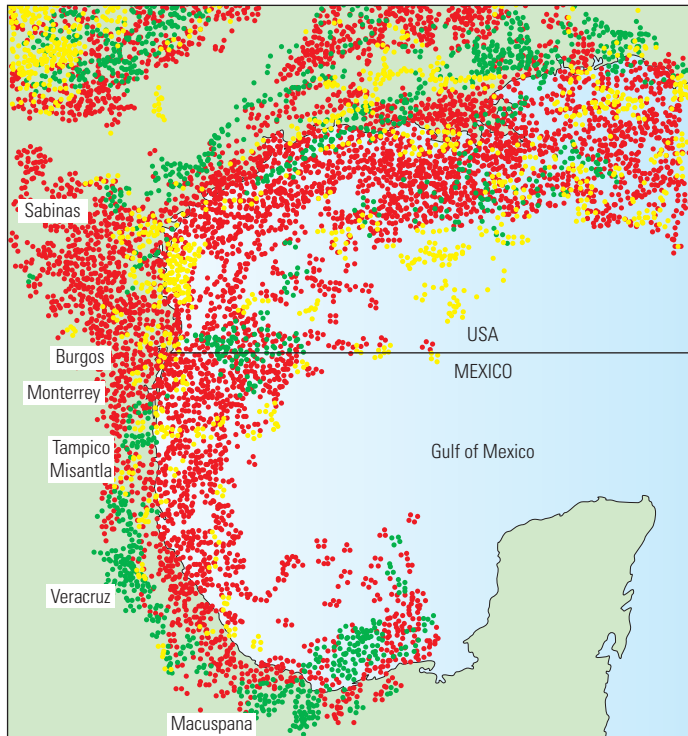 Sabinas
USA
Burgos
MEXICO
Monterrey
Tampico
Misantla
Gulf of Mexico
Veracruz
Macuspana